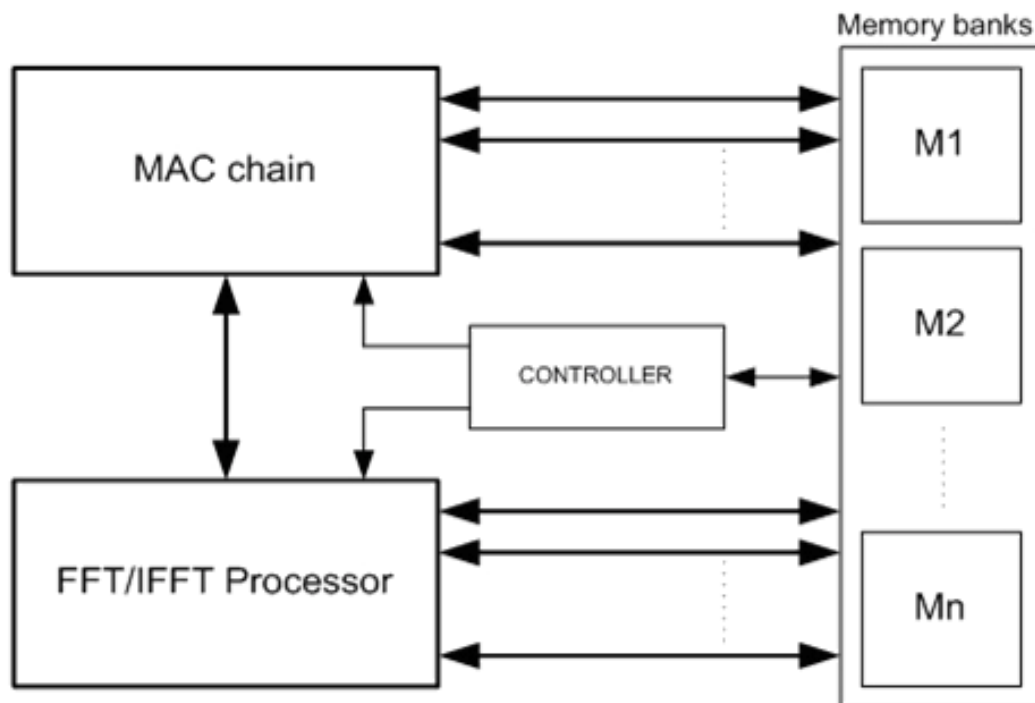 Memory banks
MAC chain
M1
M2
CONTROLLER
FFT/IFFT Processor
Mn